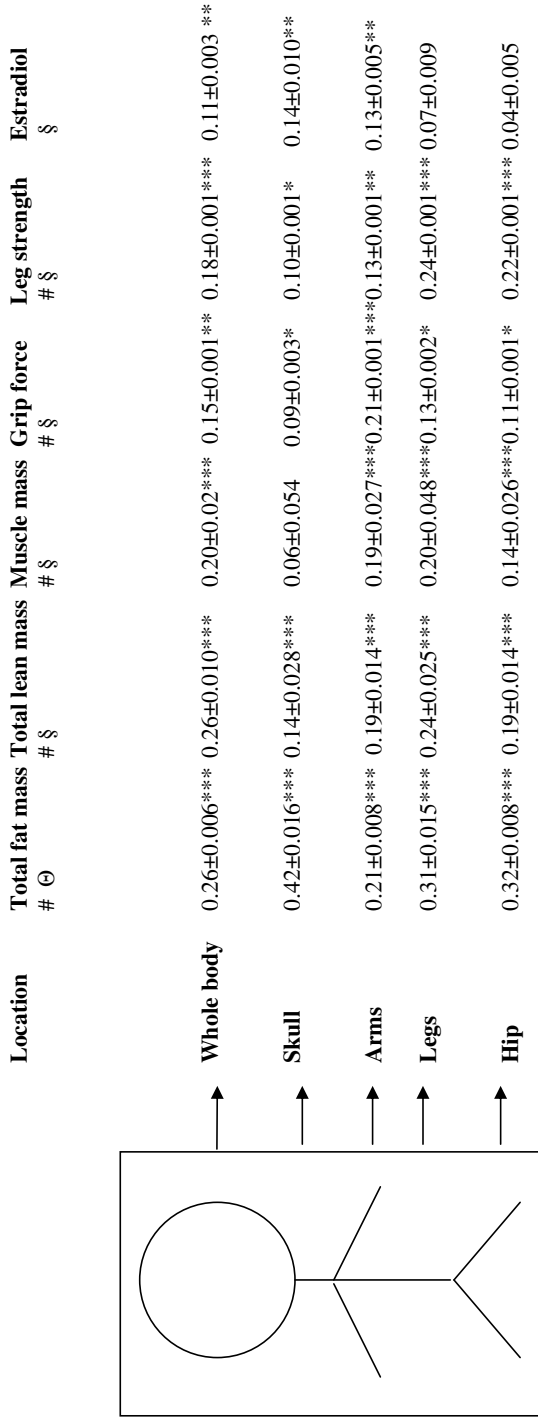 Location Total fat mass Total lean mass Muscle mass Grip force Leg strength Estradiol
# Θ # § # § # § # § §
Whole body 0.26±0.006*** 0.26±0.010*** 0.20±0.02*** 0.15±0.001** 0.18±0.001*** 0.11±0.003 **
Skull 0.42±0.016*** 0.14±0.028*** 0.06±0.054 0.09±0.003* 0.10±0.001* 0.14±0.010**
Arms 0.21±0.008*** 0.19±0.014*** 0.19±0.027*** 0.21±0.001*** 0.13±0.001** 0.13±0.005**
Legs 0.31±0.015*** 0.24±0.025*** 0.20±0.048*** 0.13±0.002* 0.24±0.001*** 0.07±0.009
Hip 0.32±0.008*** 0.19±0.014*** 0.14±0.026*** 0.11±0.001* 0.22±0.001*** 0.04±0.005